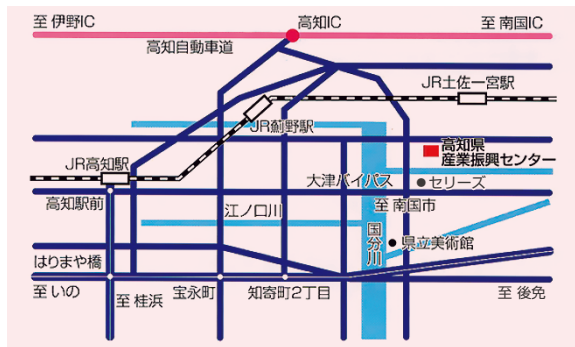 至 伊野IC
高知IC
至 南国IC
高知自動車道
JR土佐一宮駅
JR薊野駅
高知県
産業振興センター
JR高知駅
大津バイパス
セリーズ
高知駅前
江ノ口川
至 南国市
国分川
県立美術館
はりまや橋
至 いの
至 桂浜
宝永町
知寄町2丁目
至 後免